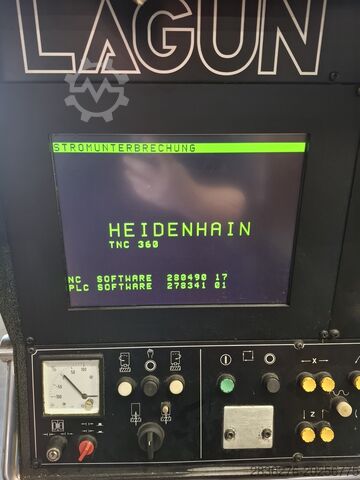 LAGUN
STROMUNTERBRECHUNG
HEIDENHAIN
TNC 360
NC SOFTWARE 280490 17
PLC SOFTWARE 278341 01
X
Z